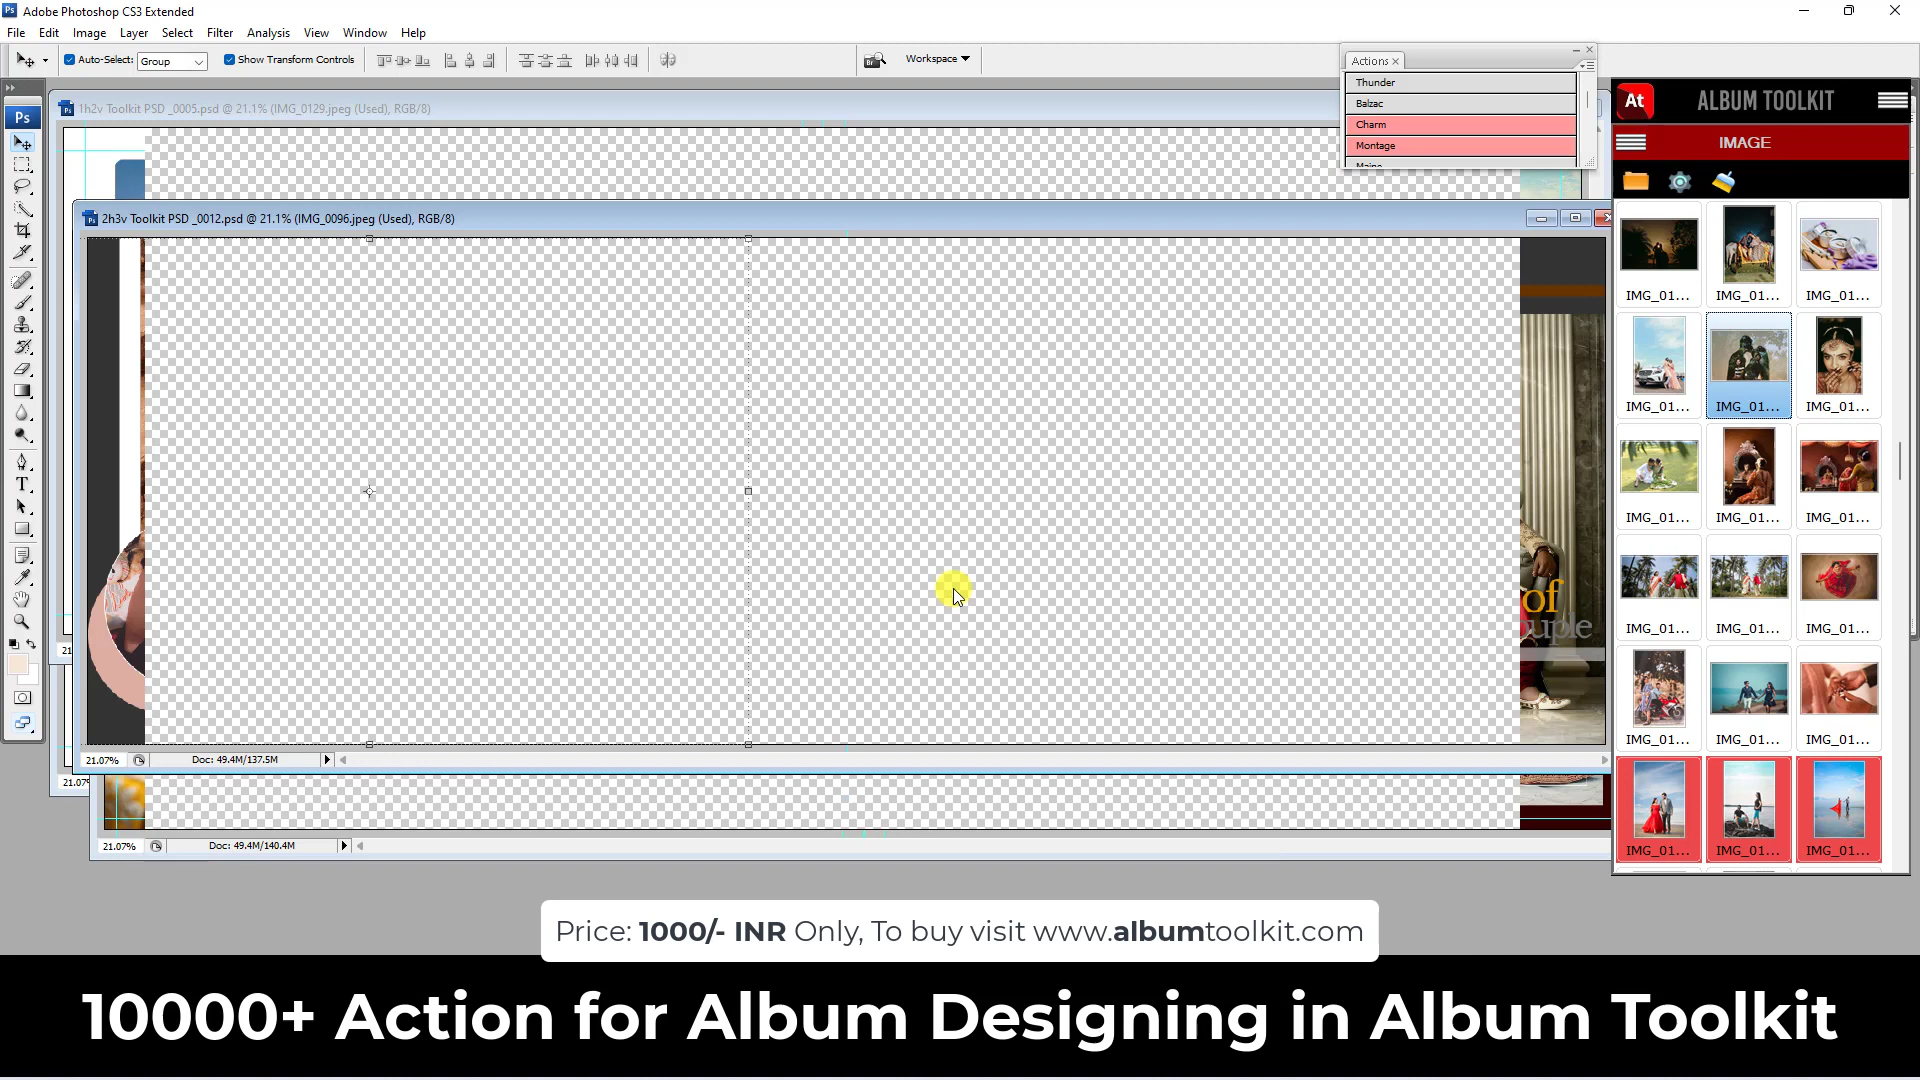 Ps Adobe Photoshop CS3 Extended
File Edit Image Layer Select Filter Analysis View Window Help
Auto-Select: Group Show Transform Controls Workspace
Actions
Thunder
Balzac
Charm
Montage
At ALBUM TOOLKIT
IMAGE
Ps
1h2v Toolkit PSD _0005.psd @ 21.1% (IMG_0129.jpeg (Used), RGB/8)
2h3v Toolkit PSD _0012.psd @ 21.1% (IMG_0096.jpeg (Used), RGB/8)
IMG_01... IMG_01... IMG_01...
IMG_01... IMG_01... IMG_01...
IMG_01... IMG_01... IMG_01...
IMG_01... IMG_01... IMG_01...
IMG_01... IMG_01... IMG_01...
IMG_01... IMG_01... IMG_01...
of
21.07% Doc: 49.4M/137.5M
21.07% Doc: 49.4M/140.4M
Price: 1000/- INR Only, To buy visit www.albumtoolkit.com
10000+ Action for Album Designing in Album Toolkit